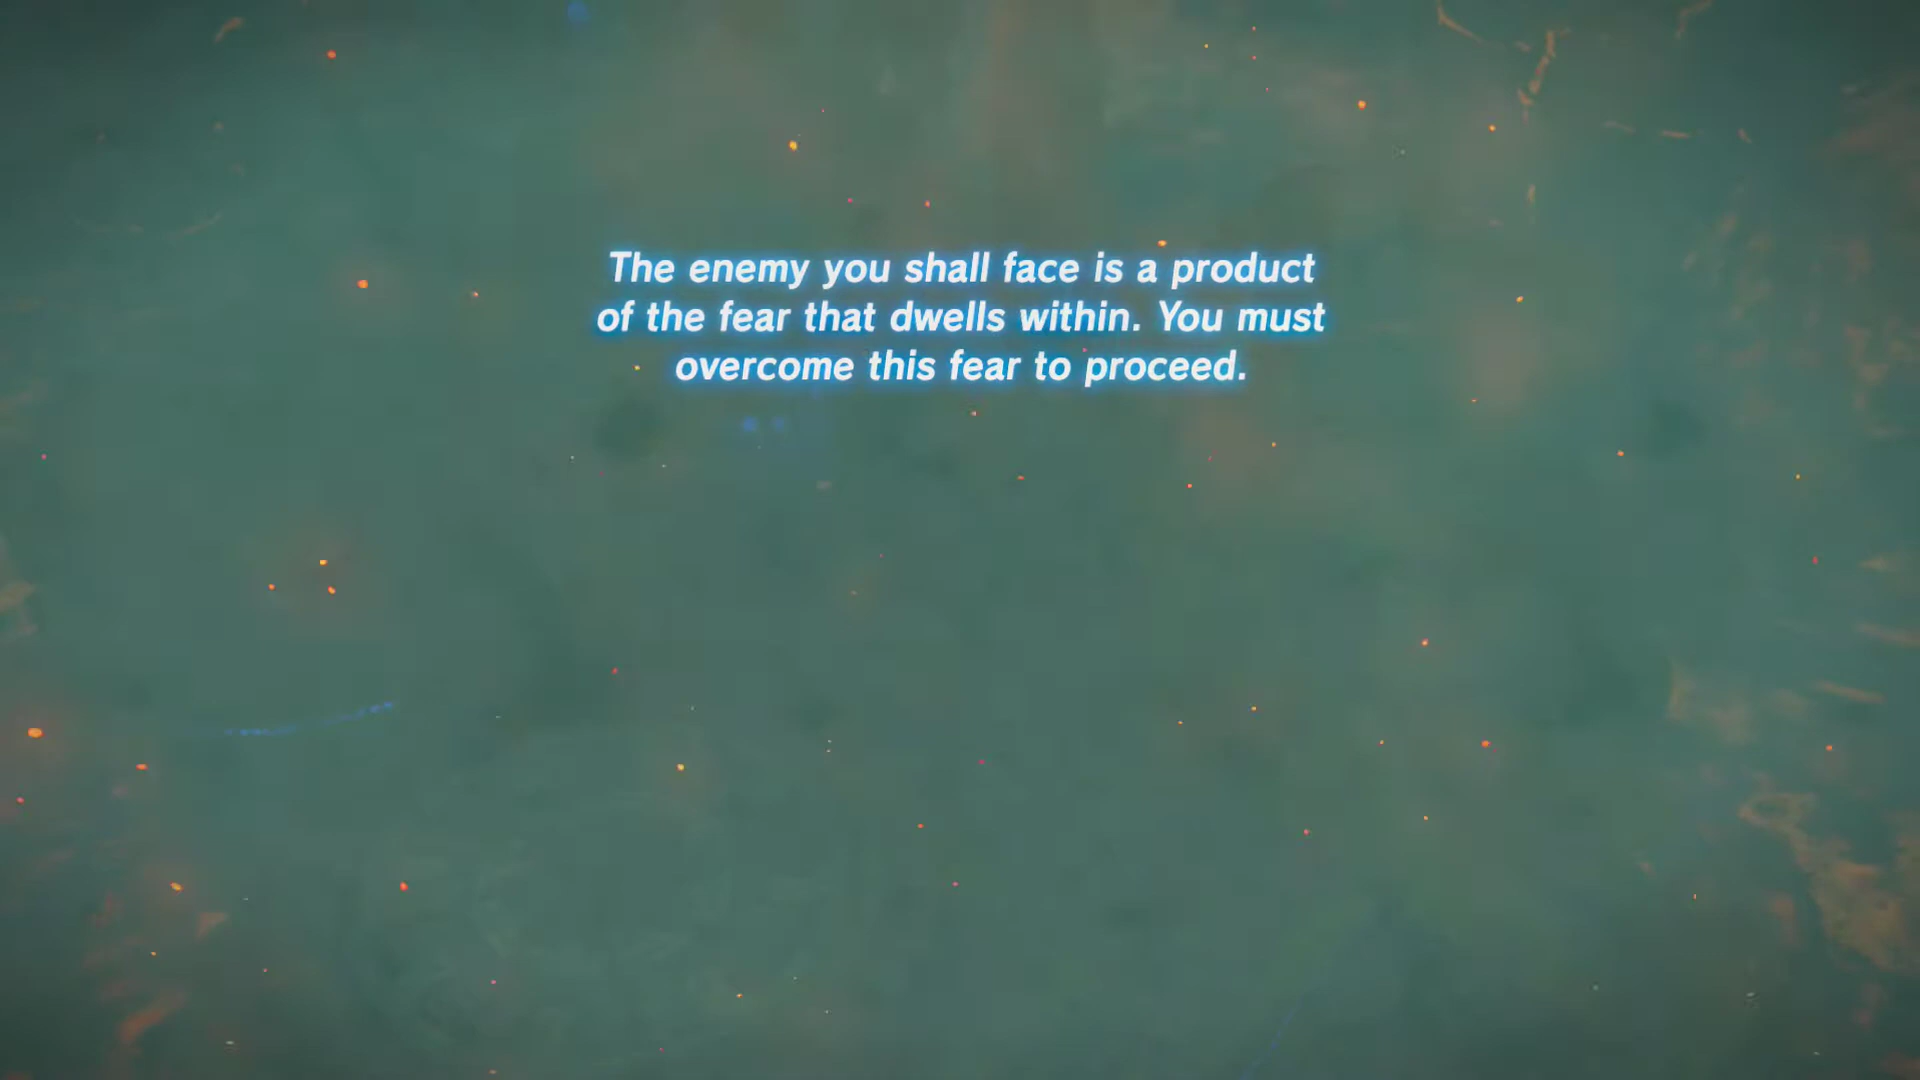 The enemy you shall face is a product
of the fear that dwells within. You must
overcome this fear to proceed.